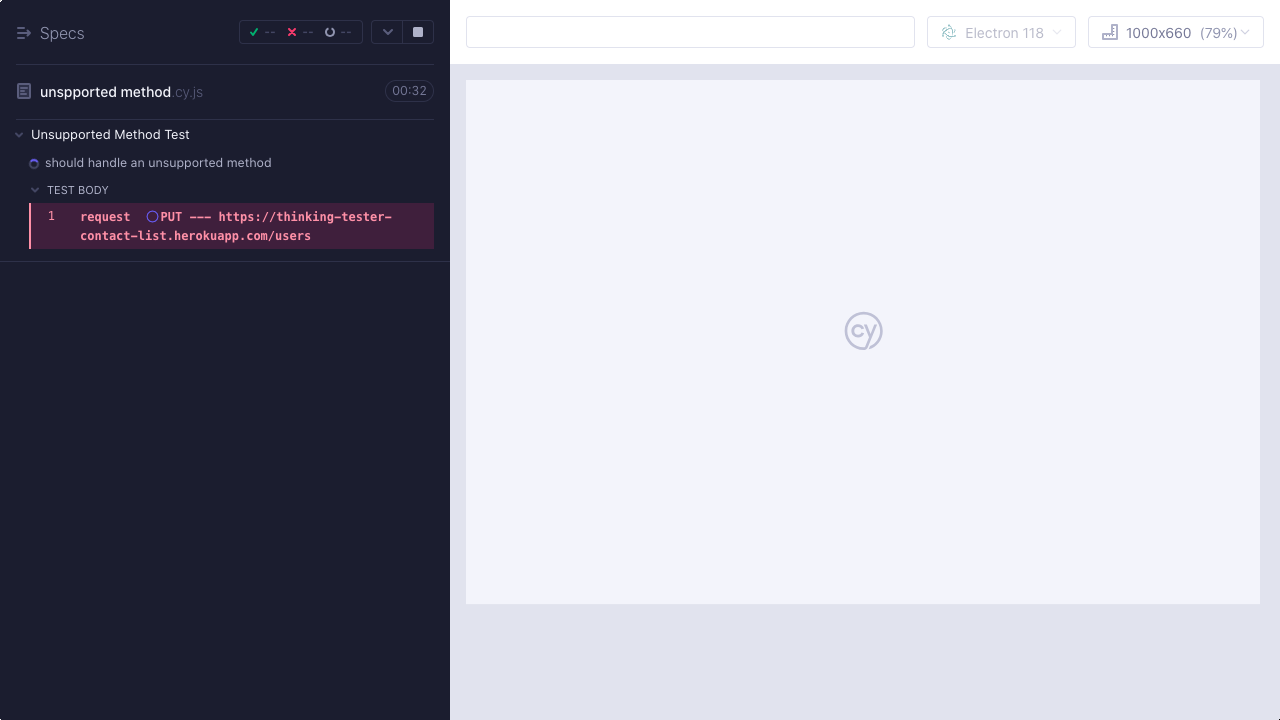 Specs
-- -- --
unspported method.cy.js
00:32
Unsupported Method Test
should handle an unsupported method
TEST BODY
1 request PUT --- https://thinking-tester-
contact-list.herokuapp.com/users
Electron 118
1000x660 (79%)
cy